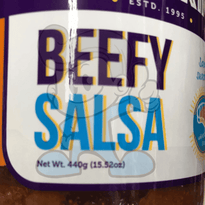 ESTD. 1995
BEEFY
SALSA
Net Wt. 440g (15.52oz)